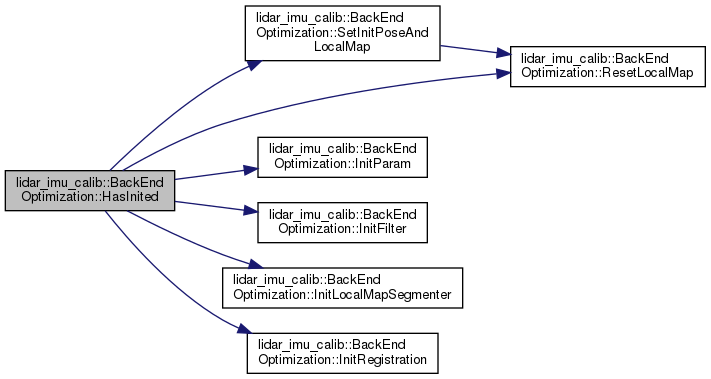 lidar_imu_calib::BackEnd
Optimization::SetInitPoseAnd
LocalMap
lidar_imu_calib::BackEnd
Optimization::ResetLocalMap
lidar_imu_calib::BackEnd
Optimization::InitParam
lidar_imu_calib::BackEnd
Optimization::HasInited
lidar_imu_calib::BackEnd
Optimization::InitFilter
lidar_imu_calib::BackEnd
Optimization::InitLocalMapSegmenter
lidar_imu_calib::BackEnd
Optimization::InitRegistration